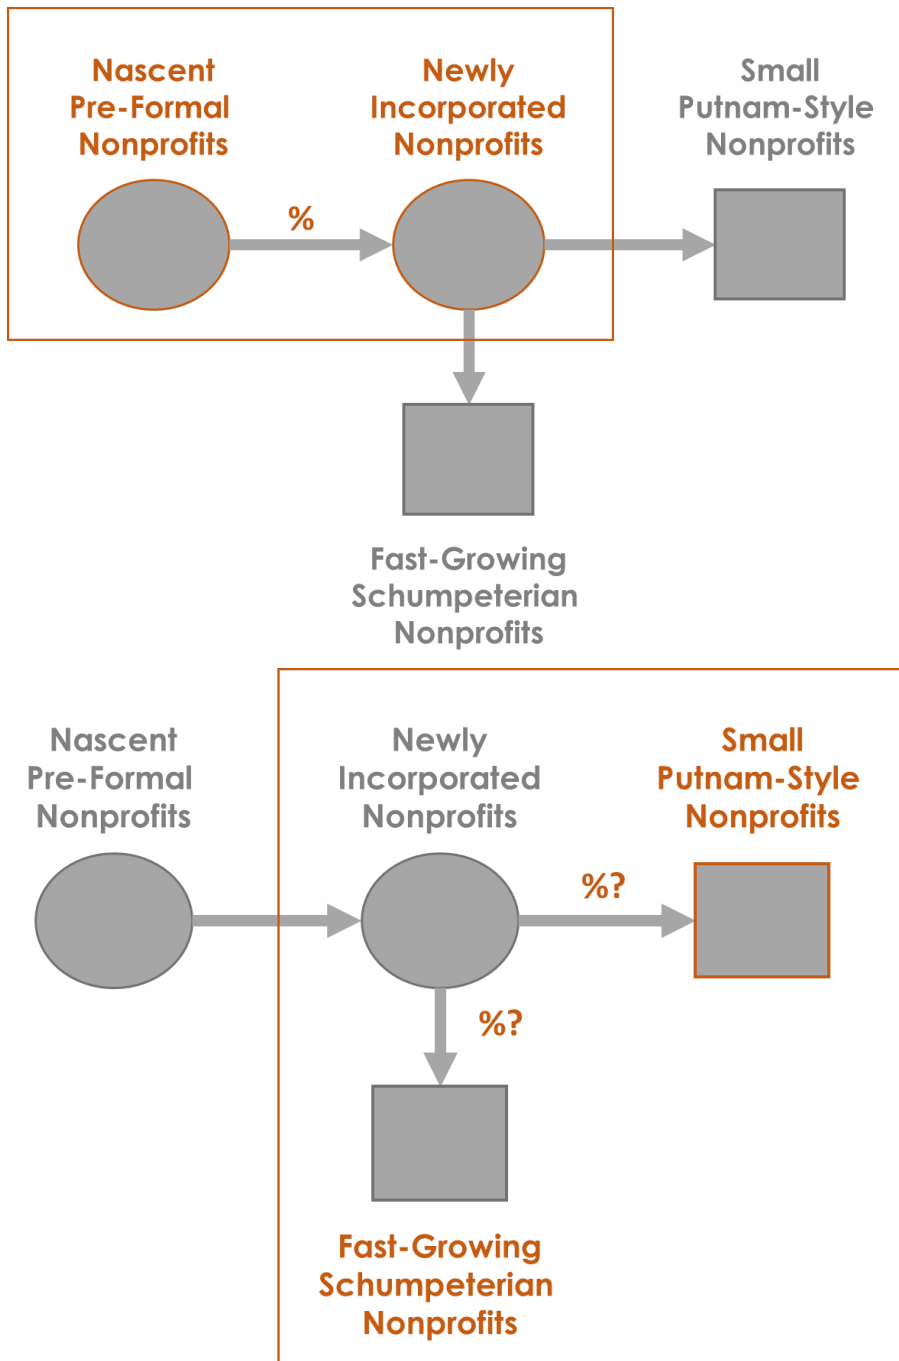 Nascent
Pre-Formal
Nonprofits
Newly
Incorporated
Nonprofits
Small
Putnam-Style
Nonprofits
%
Fast-Growing
Schumpeterian
Nonprofits
Nascent
Pre-Formal
Nonprofits
Newly
Incorporated
Nonprofits
Small
Putnam-Style
Nonprofits
%?
%?
Fast-Growing
Schumpeterian
Nonprofits